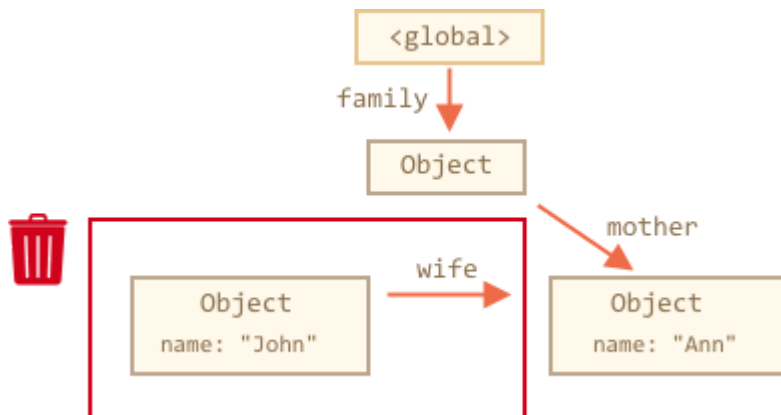 <global>
family
Object
mother
wife
Object
name: "John"
Object
name: "Ann"